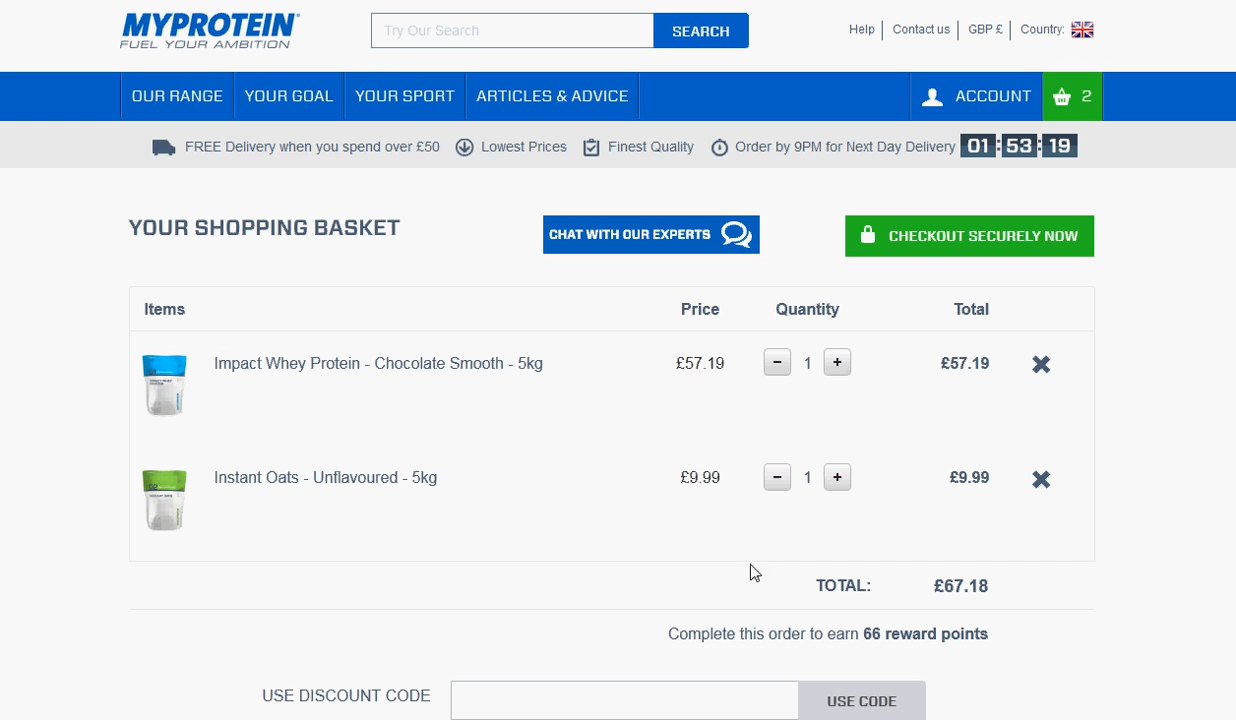 MYPROTEIN
FUEL YOUR AMBITION
Try Our Search
SEARCH
Help
Contact us
GBP £
Country:
OUR RANGE
YOUR GOAL
YOUR SPORT
ARTICLES & ADVICE
ACCOUNT
2
FREE Delivery when you spend over £50
Lowest Prices
Finest Quality
Order by 9PM for Next Day Delivery
01:53:19
YOUR SHOPPING BASKET
CHAT WITH OUR EXPERTS
CHECKOUT SECURELY NOW
Items Price Quantity Total
Impact Whey Protein - Chocolate Smooth - 5kg £57.19 − 1 + £57.19
Instant Oats - Unflavoured - 5kg £9.99 − 1 + £9.99
TOTAL: £67.18
Complete this order to earn 66 reward points
USE DISCOUNT CODE
USE CODE